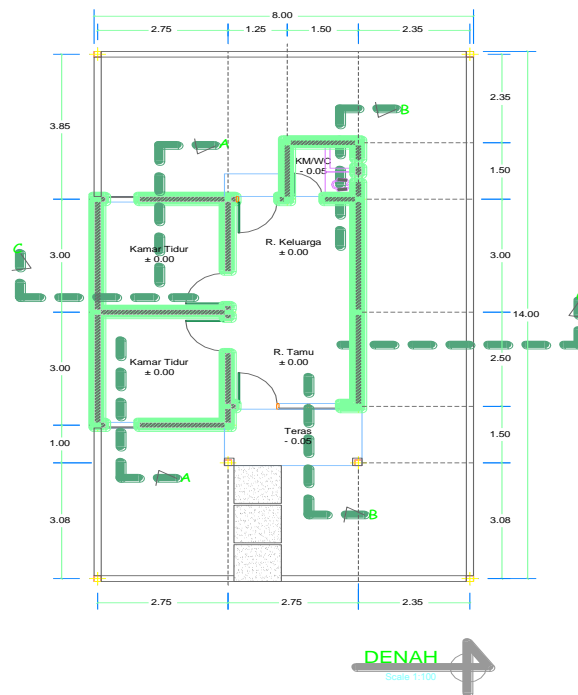 8.00
2.75 1.25 1.50 2.35
3.85
2.35
B
A
KM/WC
- 0.05
1.50
C
Kamar Tidur
± 0.00
R. Keluarga
± 0.00
3.00
3.00
14.00
3.00
Kamar Tidur
± 0.00
R. Tamu
± 0.00
2.50
1.00
Teras
- 0.05
1.50
A
B
3.08
3.08
2.75 2.75 2.35
DENAH
Scale 1:100